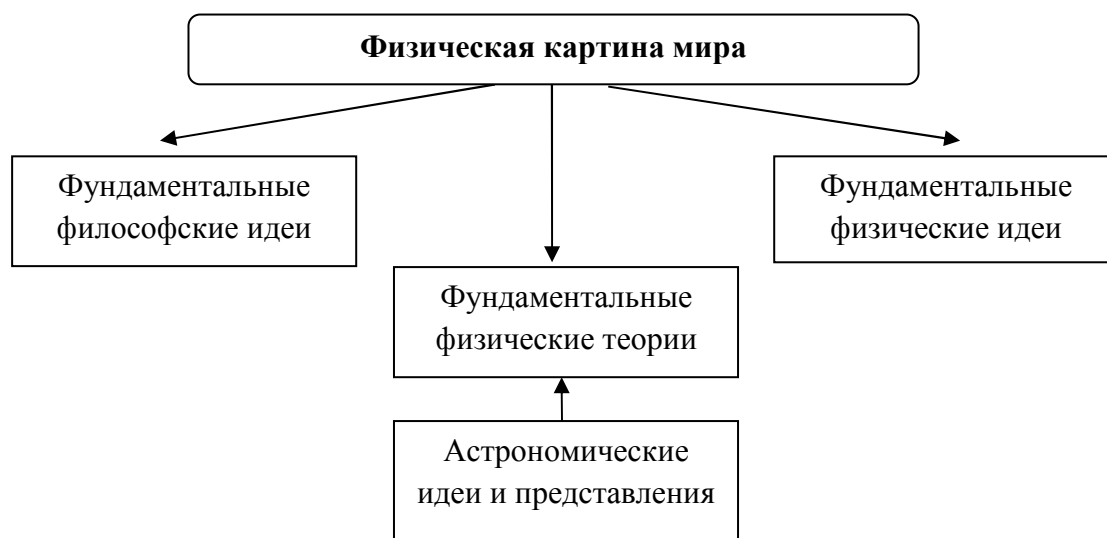 Физическая картина мира
Фундаментальные
философские идеи
Фундаментальные
физические идеи
Фундаментальные
физические теории
Астрономические
идеи и представления